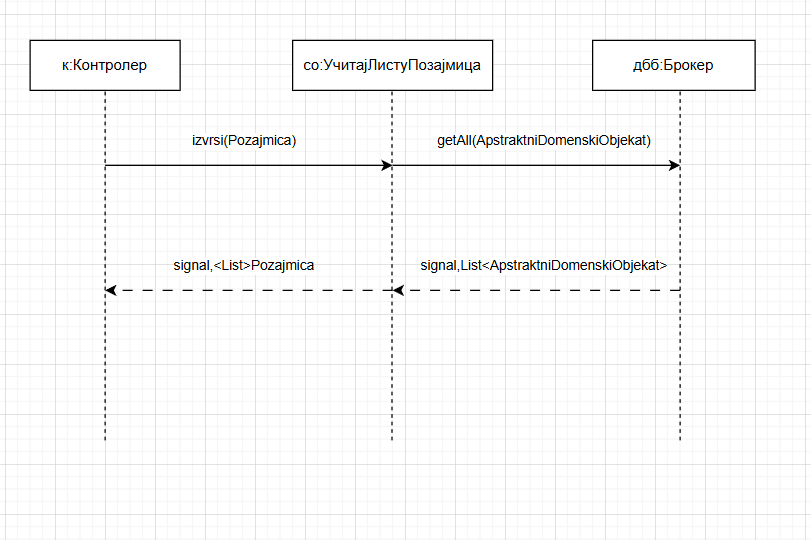 к:Контролер
со:УчитајЛистуПозајмица
дбб:Брокер
izvrsi(Pozajmica)
getAll(ApstraktniDomenskiObjekat)
signal,<List>Pozajmica
signal,List<ApstraktniDomenskiObjekat>